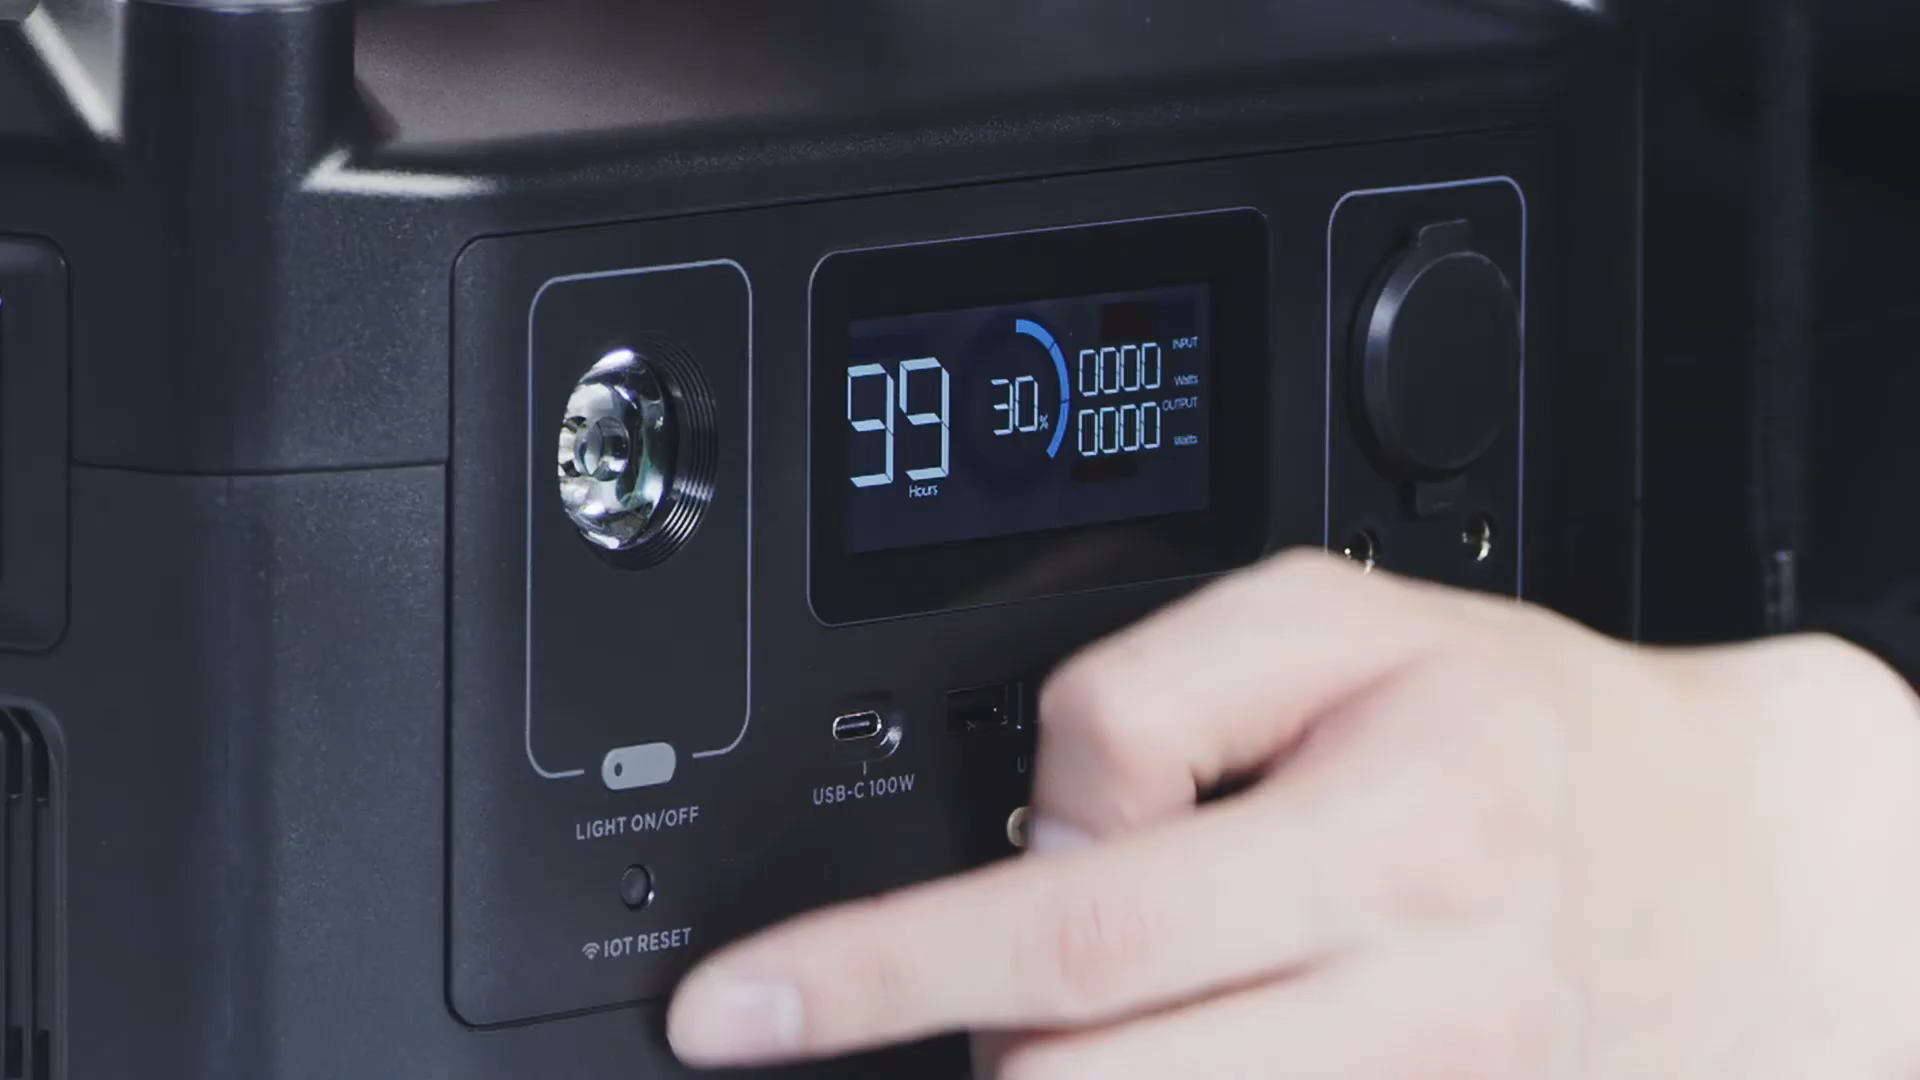 99
Hours
30%
0000
INPUT
Watts
0000
OUTPUT
Watts
USB-C 100W
LIGHT ON/OFF
IOT RESET